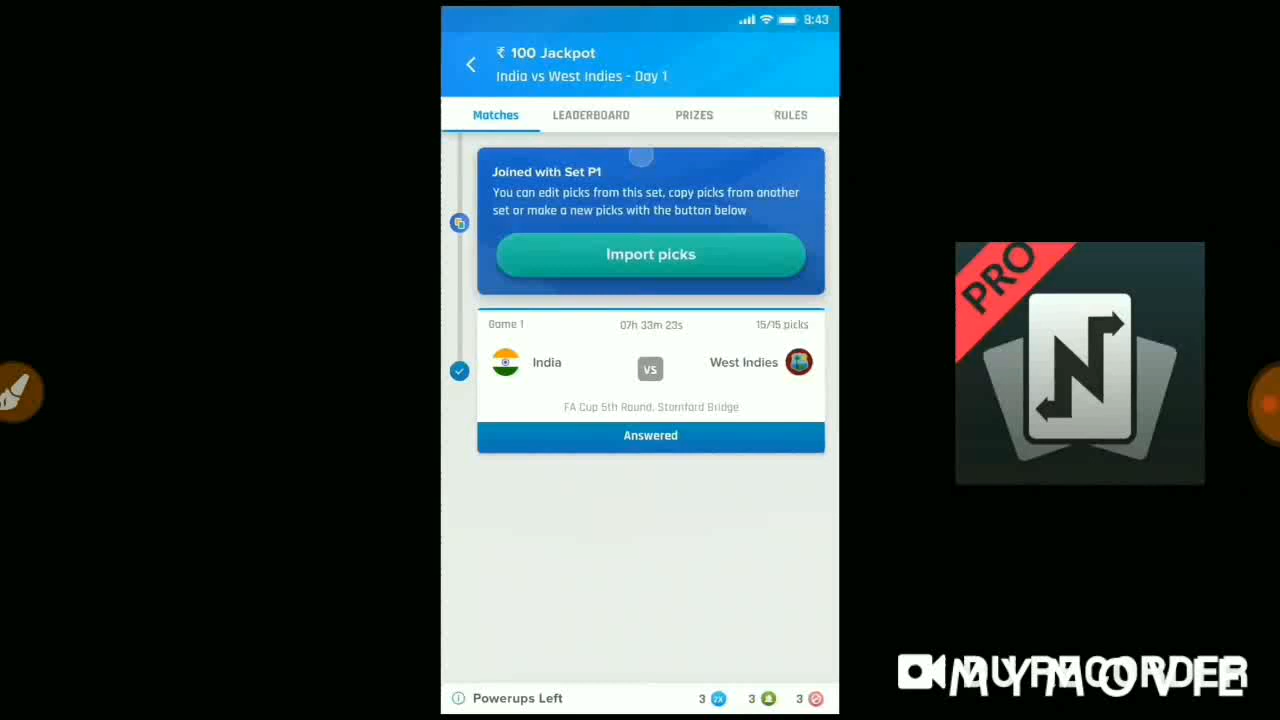 8:43
₹ 100 Jackpot
India vs West Indies - Day 1
Matches LEADERBOARD PRIZES RULES
Joined with Set P1
You can edit picks from this set, copy picks from another
set or make a new picks with the button below
Import picks
Game 1 07h 33m 23s 15/15 picks
India VS West Indies
FA Cup 5th Round, Stamford Bridge
Answered
Powerups Left 3 2X 3 3
PRO
N
DU RECORDER
MYMOVIE